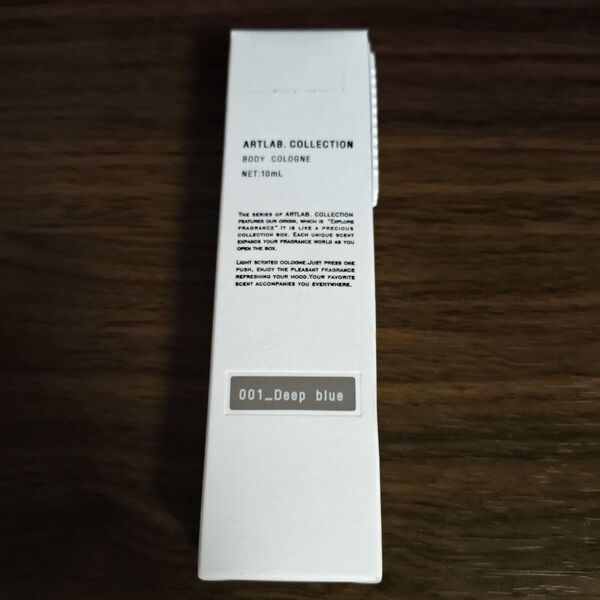 ARTLAB. COLLECTION
BODY COLOGNE
NET:10mL
THE SERIES OF ARTLAB. COLLECTION
FEATURES OUR ORIGIN, WHICH IS "EXPLORE
FRAGRANCE" IT IS LIKE A PRECIOUS
COLLECTION BOX. EACH UNIQUE SCENT
EXPANDS YOUR FRAGRANCE WORLD AS YOU
OPEN THE BOX.
LIGHT SCENTED COLOGNE.JUST PRESS ONE
PUSH, ENJOY THE PLEASANT FRAGRANCE
REFRESHING YOUR MOOD.YOUR FAVORITE
SCENT ACCOMPANIES YOU EVERYWHERE.
001_Deep blue